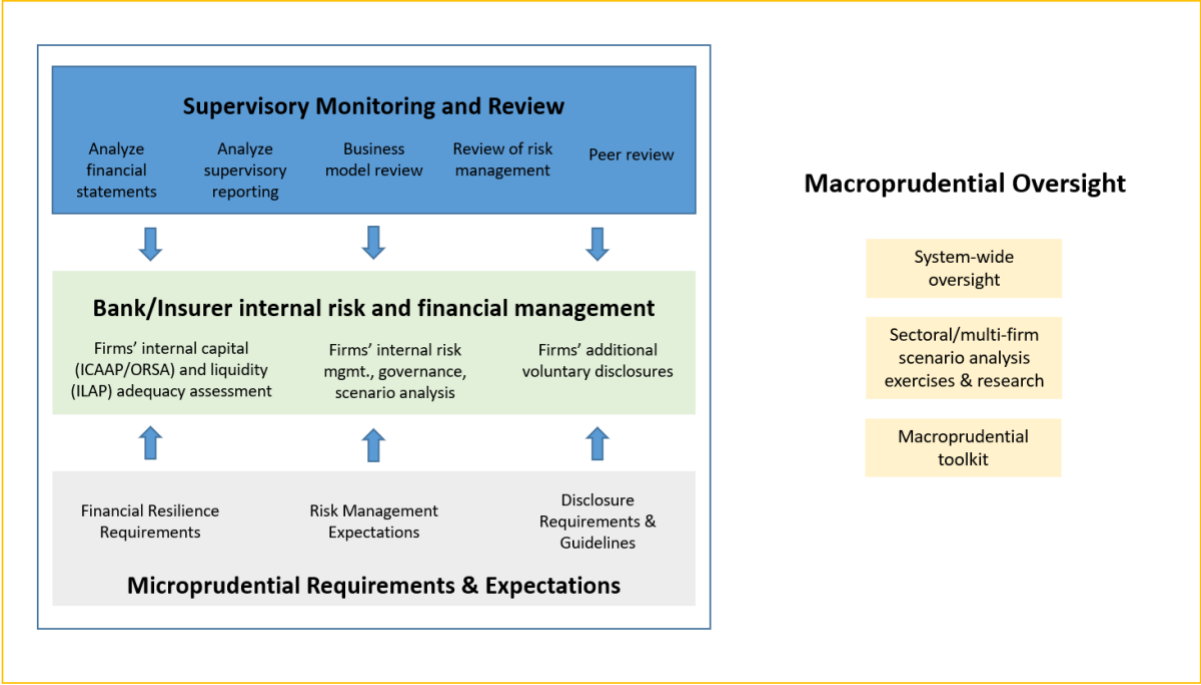 Supervisory Monitoring and Review
Analyze
financial
statements
Analyze
supervisory
reporting
Business
model review
Review of risk
management
Peer review
Bank/Insurer internal risk and financial management
Firms' internal capital
(ICAAP/ORSA) and liquidity
(ILAP) adequacy assessment
Firms' internal risk
mgmt., governance,
scenario analysis
Firms' additional
voluntary disclosures
Financial Resilience
Requirements
Risk Management
Expectations
Disclosure
Requirements &
Guidelines
Microprudential Requirements & Expectations
Macroprudential Oversight
System-wide
oversight
Sectoral/multi-firm
scenario analysis
exercises & research
Macroprudential
toolkit